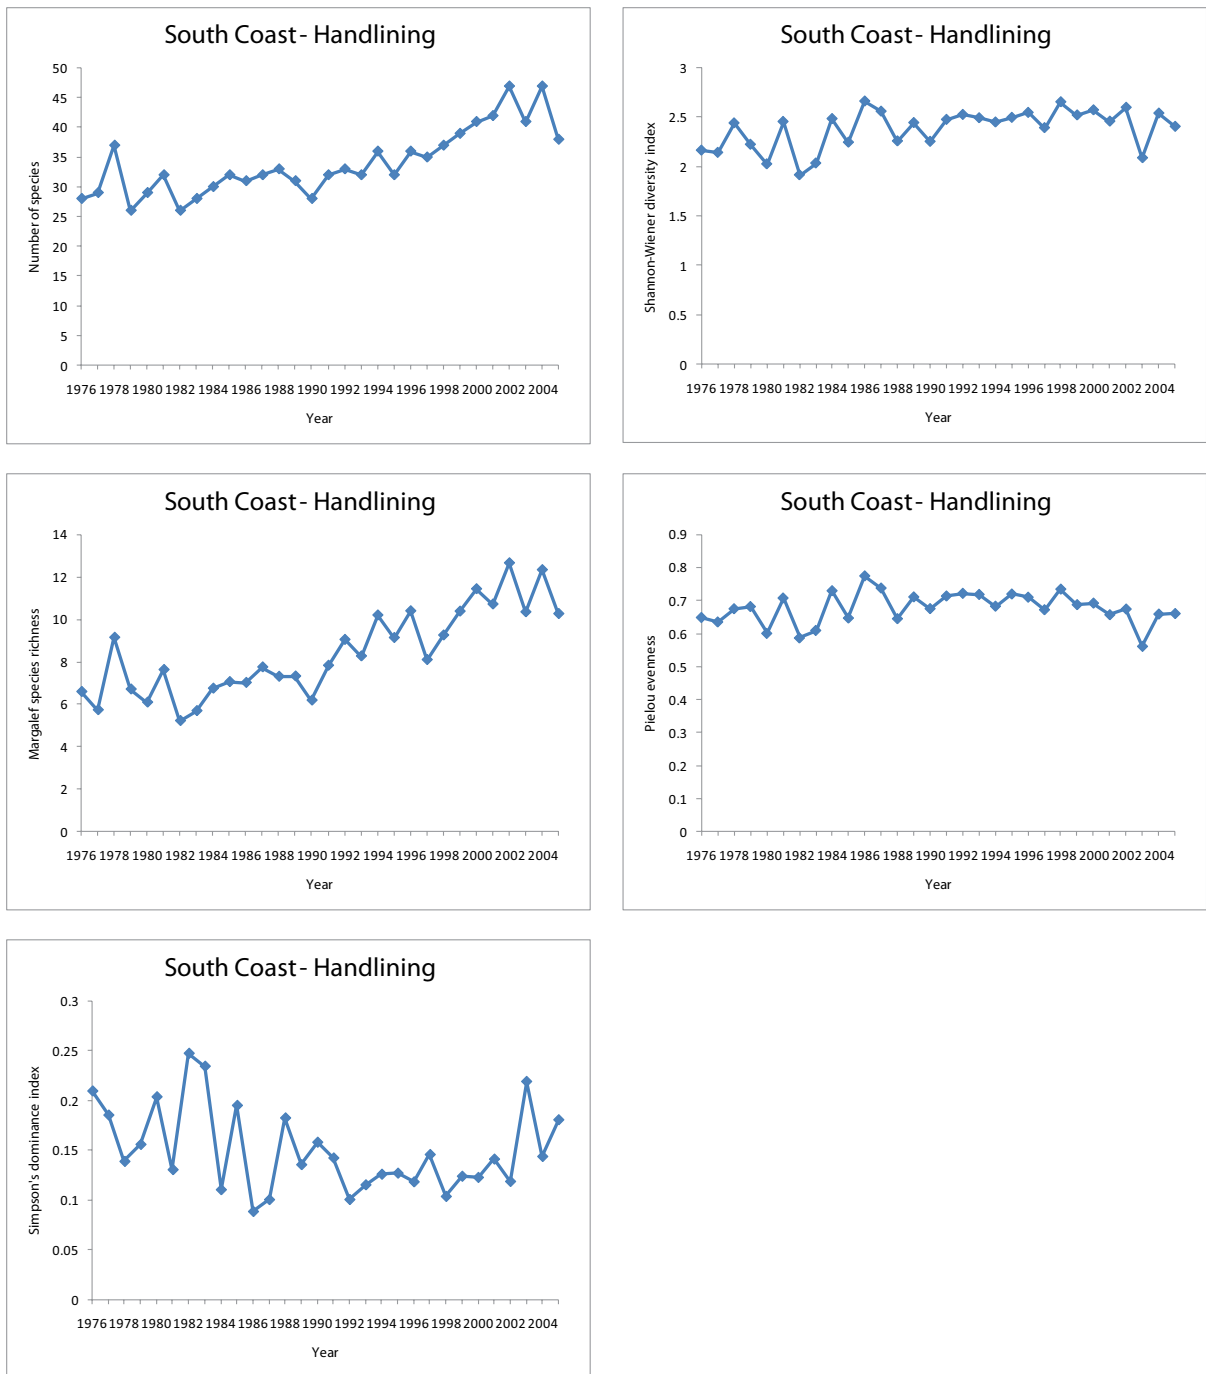 South Coast - Handlining
50
45
40
35
30
25
20
15
10
5
0
Number of species
1976 1978 1980 1982 1984 1986 1988 1990 1992 1994 1996 1998 2000 2002 2004
Year
South Coast - Handlining
3
2.5
2
1.5
1
0.5
0
Shannon-Wiener diversity index
1976 1978 1980 1982 1984 1986 1988 1990 1992 1994 1996 1998 2000 2002 2004
Year
South Coast - Handlining
14
12
10
8
6
4
2
0
Margalef species richness
1976 1978 1980 1982 1984 1986 1988 1990 1992 1994 1996 1998 2000 2002 2004
Year
South Coast - Handlining
0.9
0.8
0.7
0.6
0.5
0.4
0.3
0.2
0.1
0
Pielou evenness
1976 1978 1980 1982 1984 1986 1988 1990 1992 1994 1996 1998 2000 2002 2004
Year
South Coast - Handlining
0.3
0.25
0.2
0.15
0.1
0.05
0
Simpson's dominance index
1976 1978 1980 1982 1984 1986 1988 1990 1992 1994 1996 1998 2000 2002 2004
Year